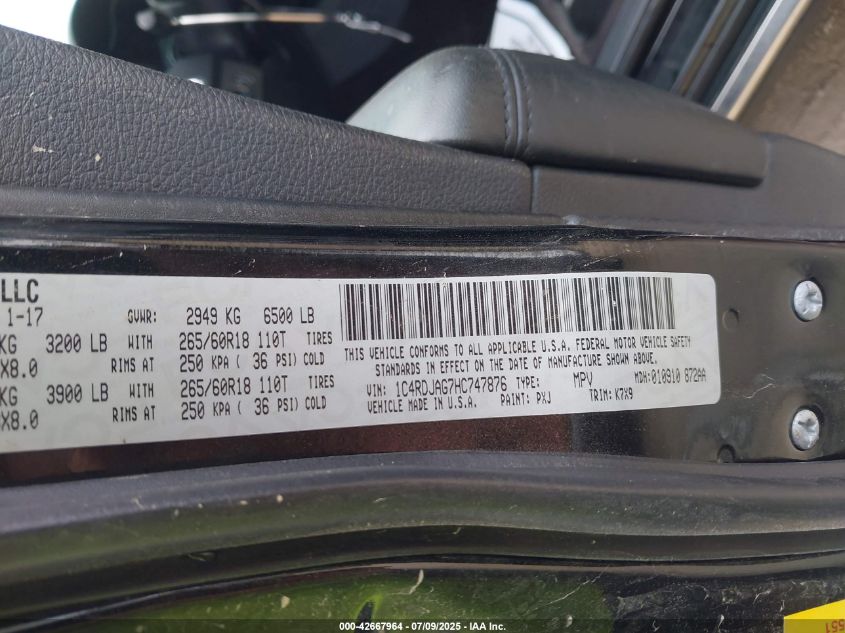 LLC
1-17 GVWR: 2949 KG 6500 LB
KG 3200 LB WITH 265/60R18 110T TIRES
X8.0 RIMS AT 250 KPA ( 36 PSI) COLD
KG 3900 LB WITH 265/60R18 110T TIRES
X8.0 RIMS AT 250 KPA ( 36 PSI) COLD
THIS VEHICLE CONFORMS TO ALL APPLICABLE U.S.A. FEDERAL MOTOR VEHICLE SAFETY
STANDARDS IN EFFECT ON THE DATE OF MANUFACTURE SHOWN ABOVE.
VIN: 1C4RDJAG7HC747876 TYPE: MPV MDH: 010910 872AA
VEHICLE MADE IN U.S.A. PAINT: PXJ TRIM: K7X9
551
000-42667964 / 07/09/2025 - IAA Inc.